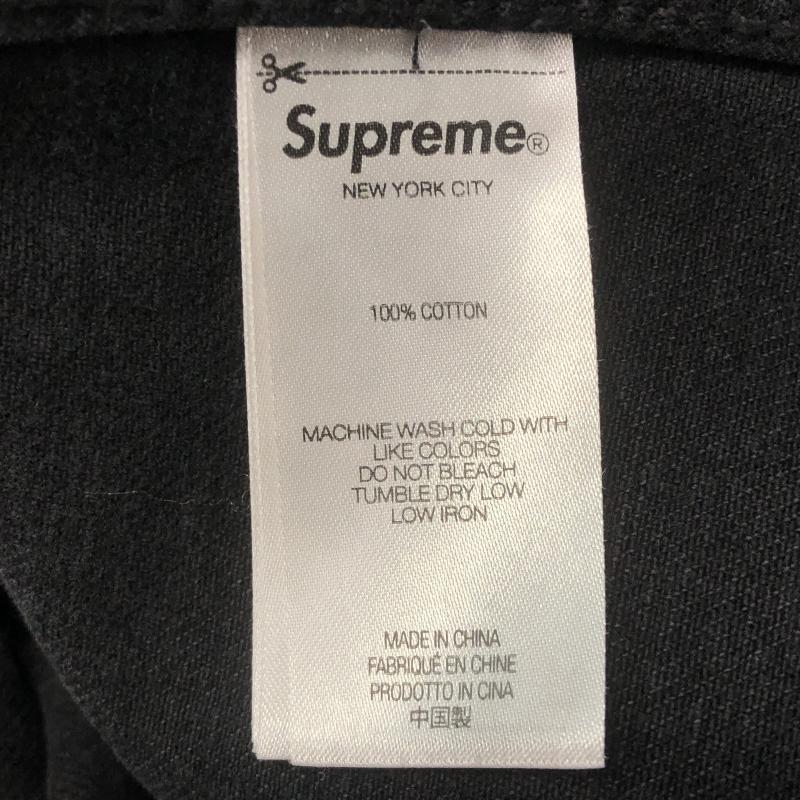 Supreme®
NEW YORK CITY
100% COTTON
MACHINE WASH COLD WITH
LIKE COLORS
DO NOT BLEACH
TUMBLE DRY LOW
LOW IRON
MADE IN CHINA
FABRIQUÉ EN CHINE
PRODOTTO IN CINA
中国製